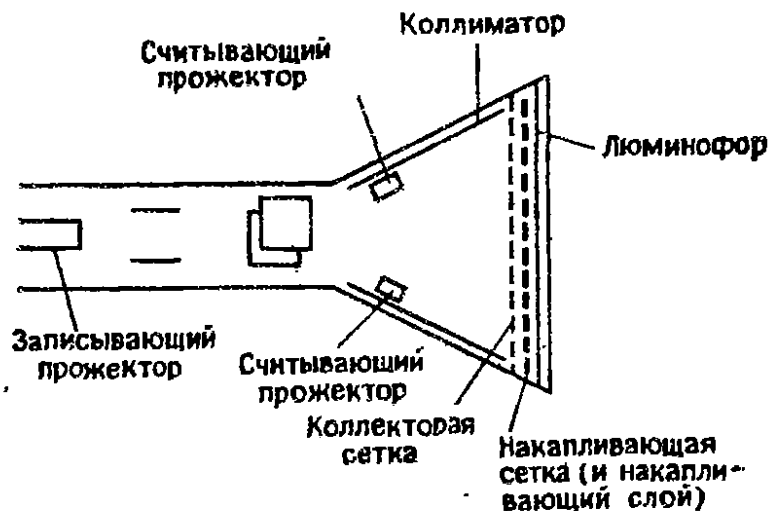 Коллиматор
Считывающий
прожектор
Люминофор
Записывающий
прожектор
Считывающий
прожектор
Коллекторая
сетка
Накапливающая
сетка (и накапли-
вающий слой)